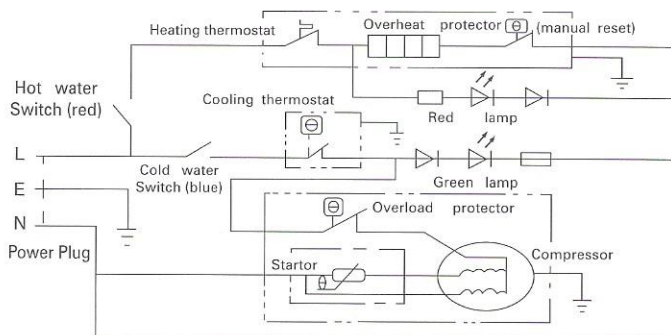 Heating thermostat
Overheat protector (manual reset)
Hot water
Switch (red)
Cooling thermostat
Red lamp
L
Cold water
Switch (blue)
Green lamp
E
N
Overload protector
Power Plug
Startor
Compressor